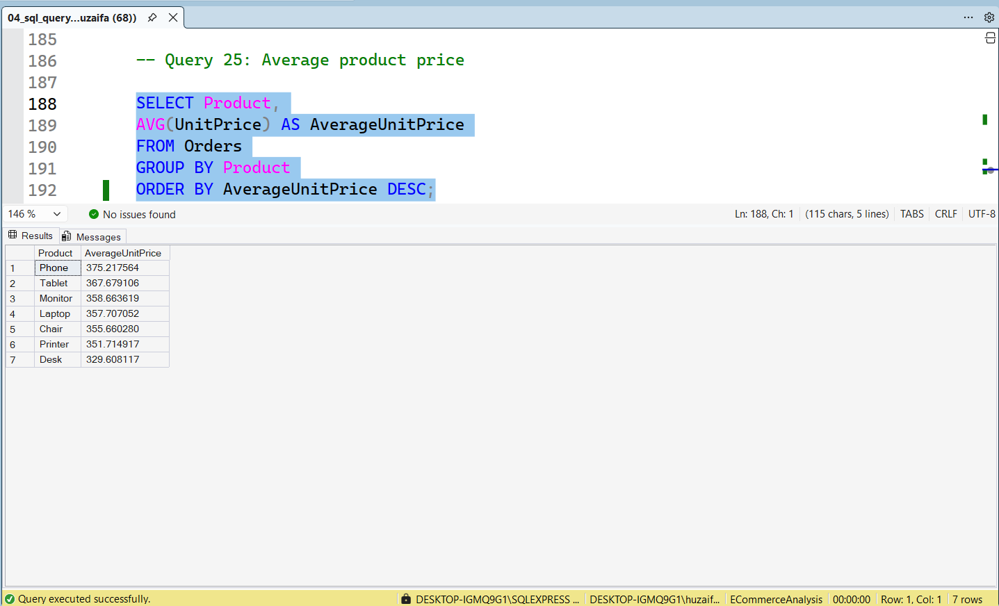 04_sql_query...uzaifa (68))
185
186 -- Query 25: Average product price
187
188 SELECT Product,
189 AVG(UnitPrice) AS AverageUnitPrice
190 FROM Orders
191 GROUP BY Product
192 ORDER BY AverageUnitPrice DESC;
146 % No issues found Ln: 188, Ch: 1 (115 chars, 5 lines) TABS CRLF UTF-8
Results Messages
Product AverageUnitPrice
1 Phone 375.217564
2 Tablet 367.679106
3 Monitor 358.663619
4 Laptop 357.707052
5 Chair 355.660280
6 Printer 351.714917
7 Desk 329.608117
Query executed successfully. DESKTOP-IGMQ9G1\SQLEXPRESS ... DESKTOP-IGMQ9G1\huzaif... ECommerceAnalysis 00:00:00 Row: 1, Col: 1 7 rows